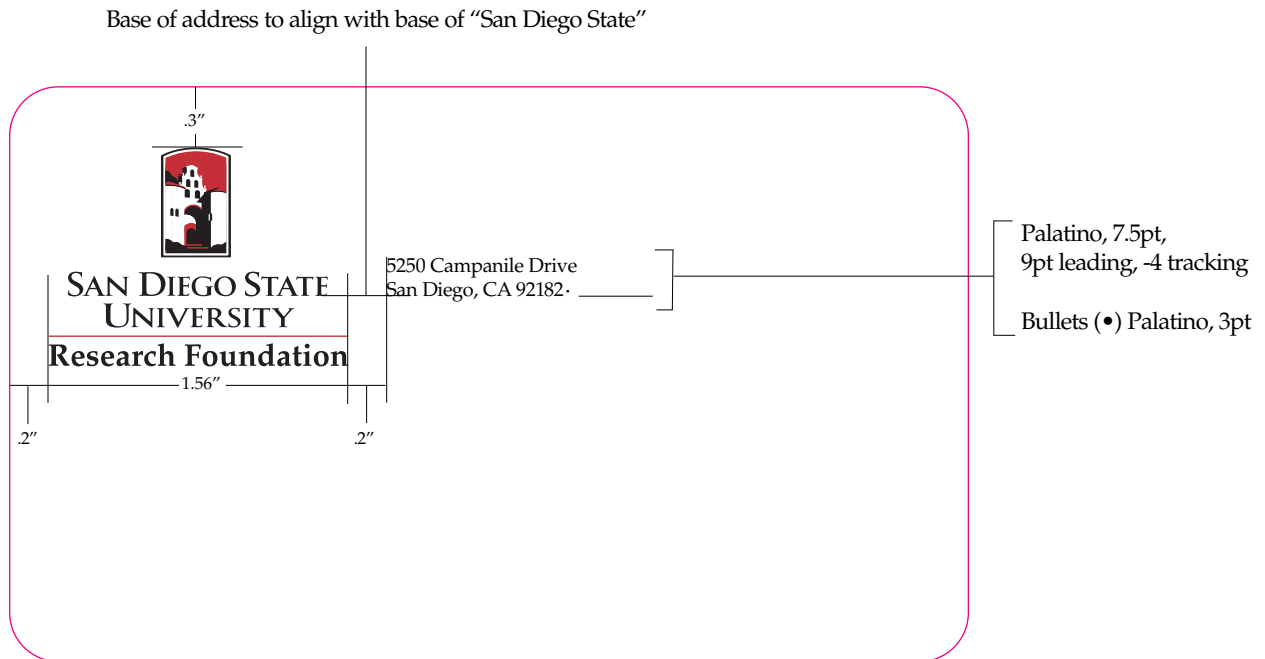 Base of address to align with base of “San Diego State”
.3”
SAN DIEGO STATE
UNIVERSITY
Research Foundation
1.56”
.2”
.2”
5250 Campanile Drive
San Diego, CA 92182·
Palatino, 7.5pt,
9pt leading, -4 tracking
Bullets (•) Palatino, 3pt